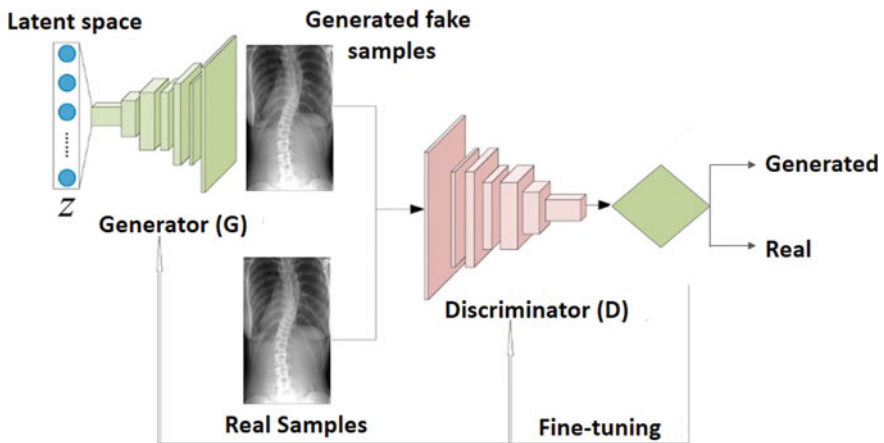 Latent space
Generated fake
samples
z
Generator (G)
Generated
Real
Discriminator (D)
Real Samples
Fine-tuning